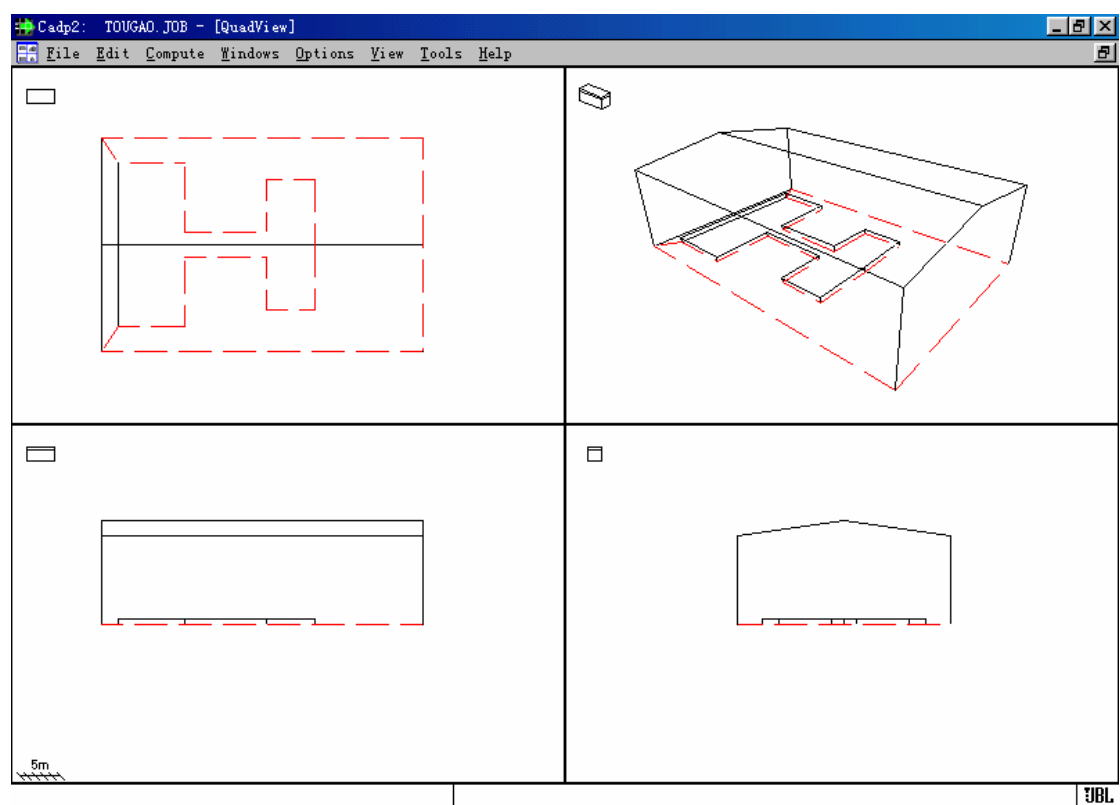 Cadp2: TOUGAO.JOB - [QuadView]
File Edit Compute Windows Options View Tools Help
5m
JBL